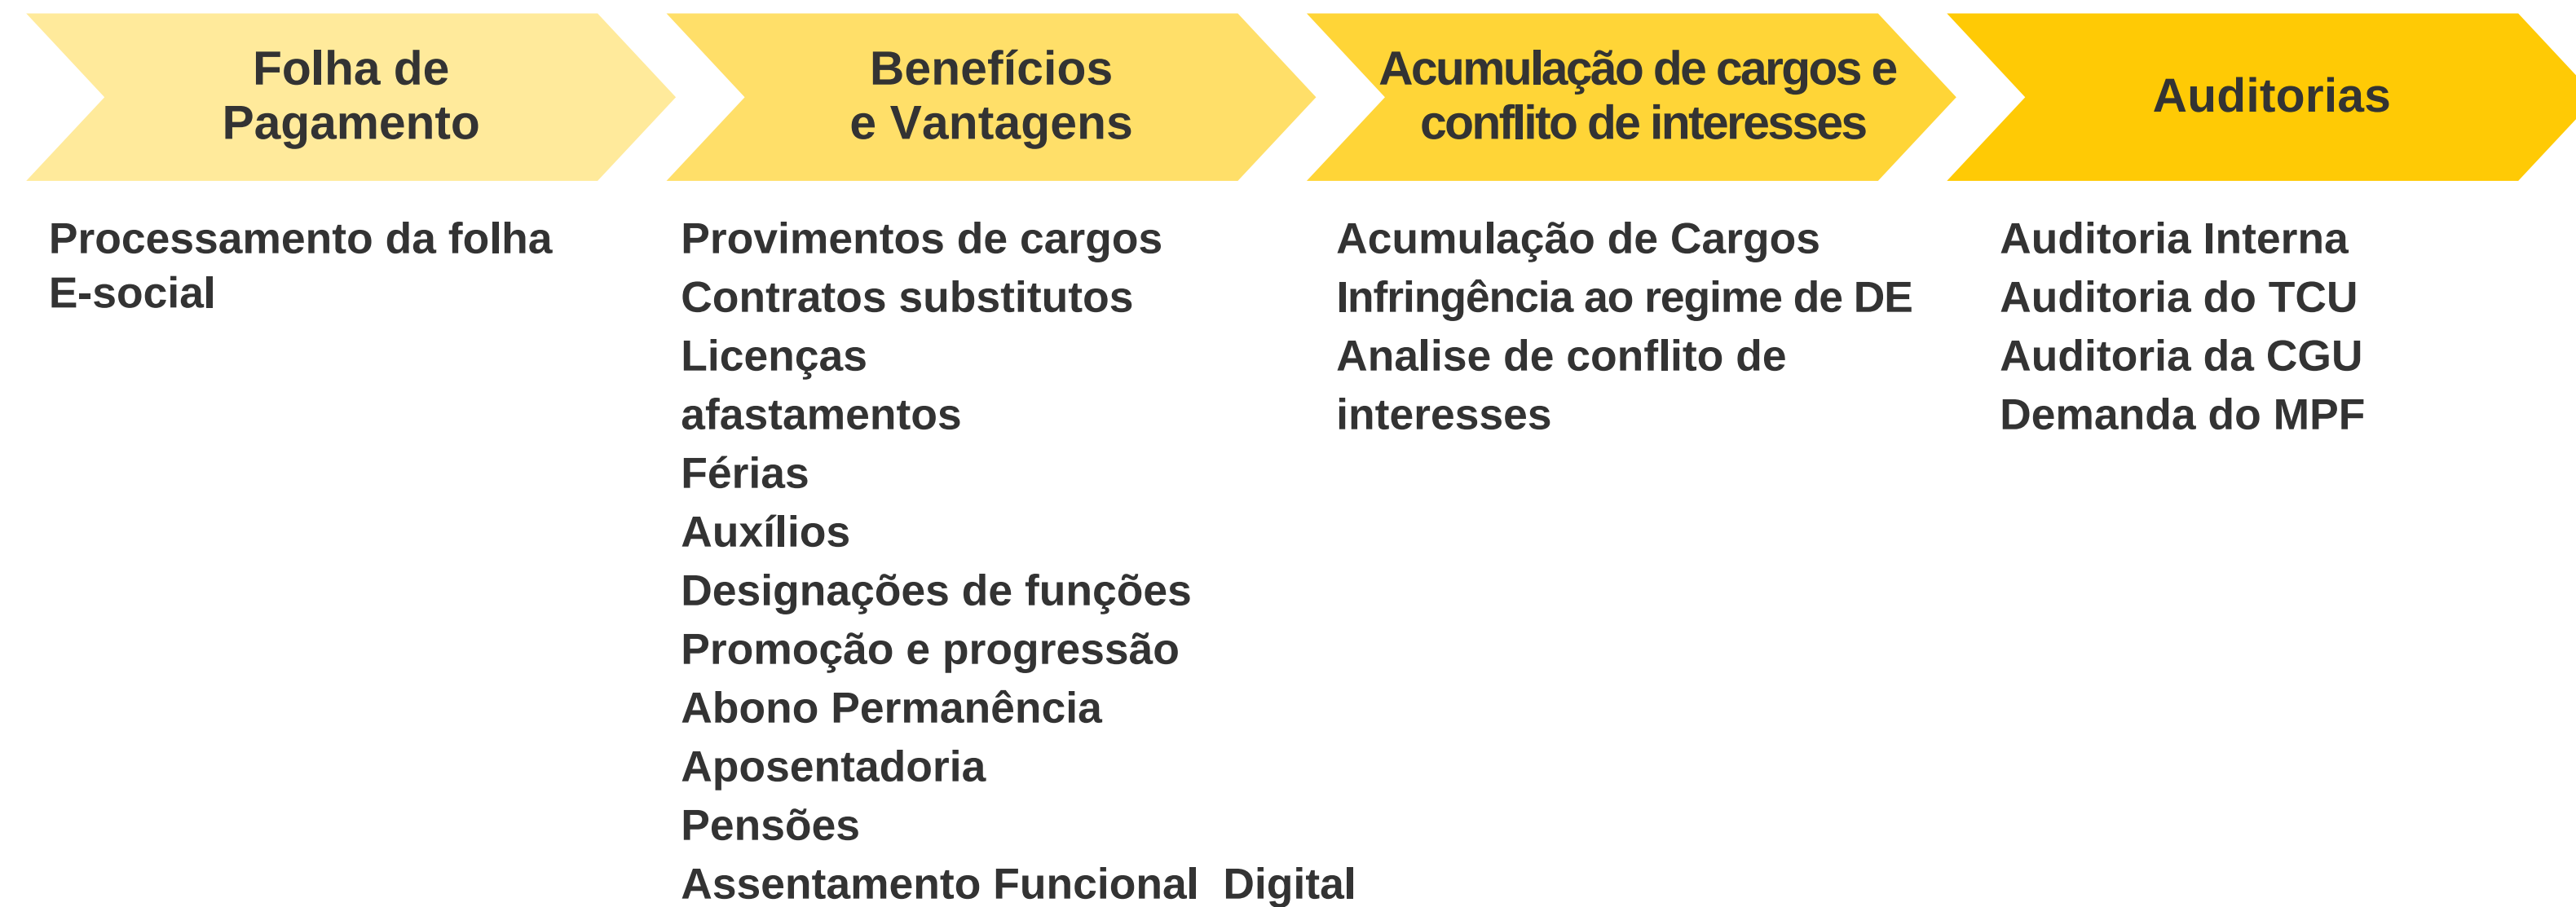 Folha de
Pagamento
Processamento da folha
E-social
Benefícios
e Vantagens
Provimentos de cargos
Contratos substitutos
Licenças
afastamentos
Férias
Auxílios
Designações de funções
Promoção e progressão
Abono Permanência
Aposentadoria
Pensões
Assentamento Funcional  Digital
Acumulação de cargos e
conflito de interesses
Acumulação de Cargos
Infringência ao regime de DE
Analise de conflito de
interesses
Auditorias
Auditoria Interna
Auditoria do TCU
Auditoria da CGU
Demanda do MPF